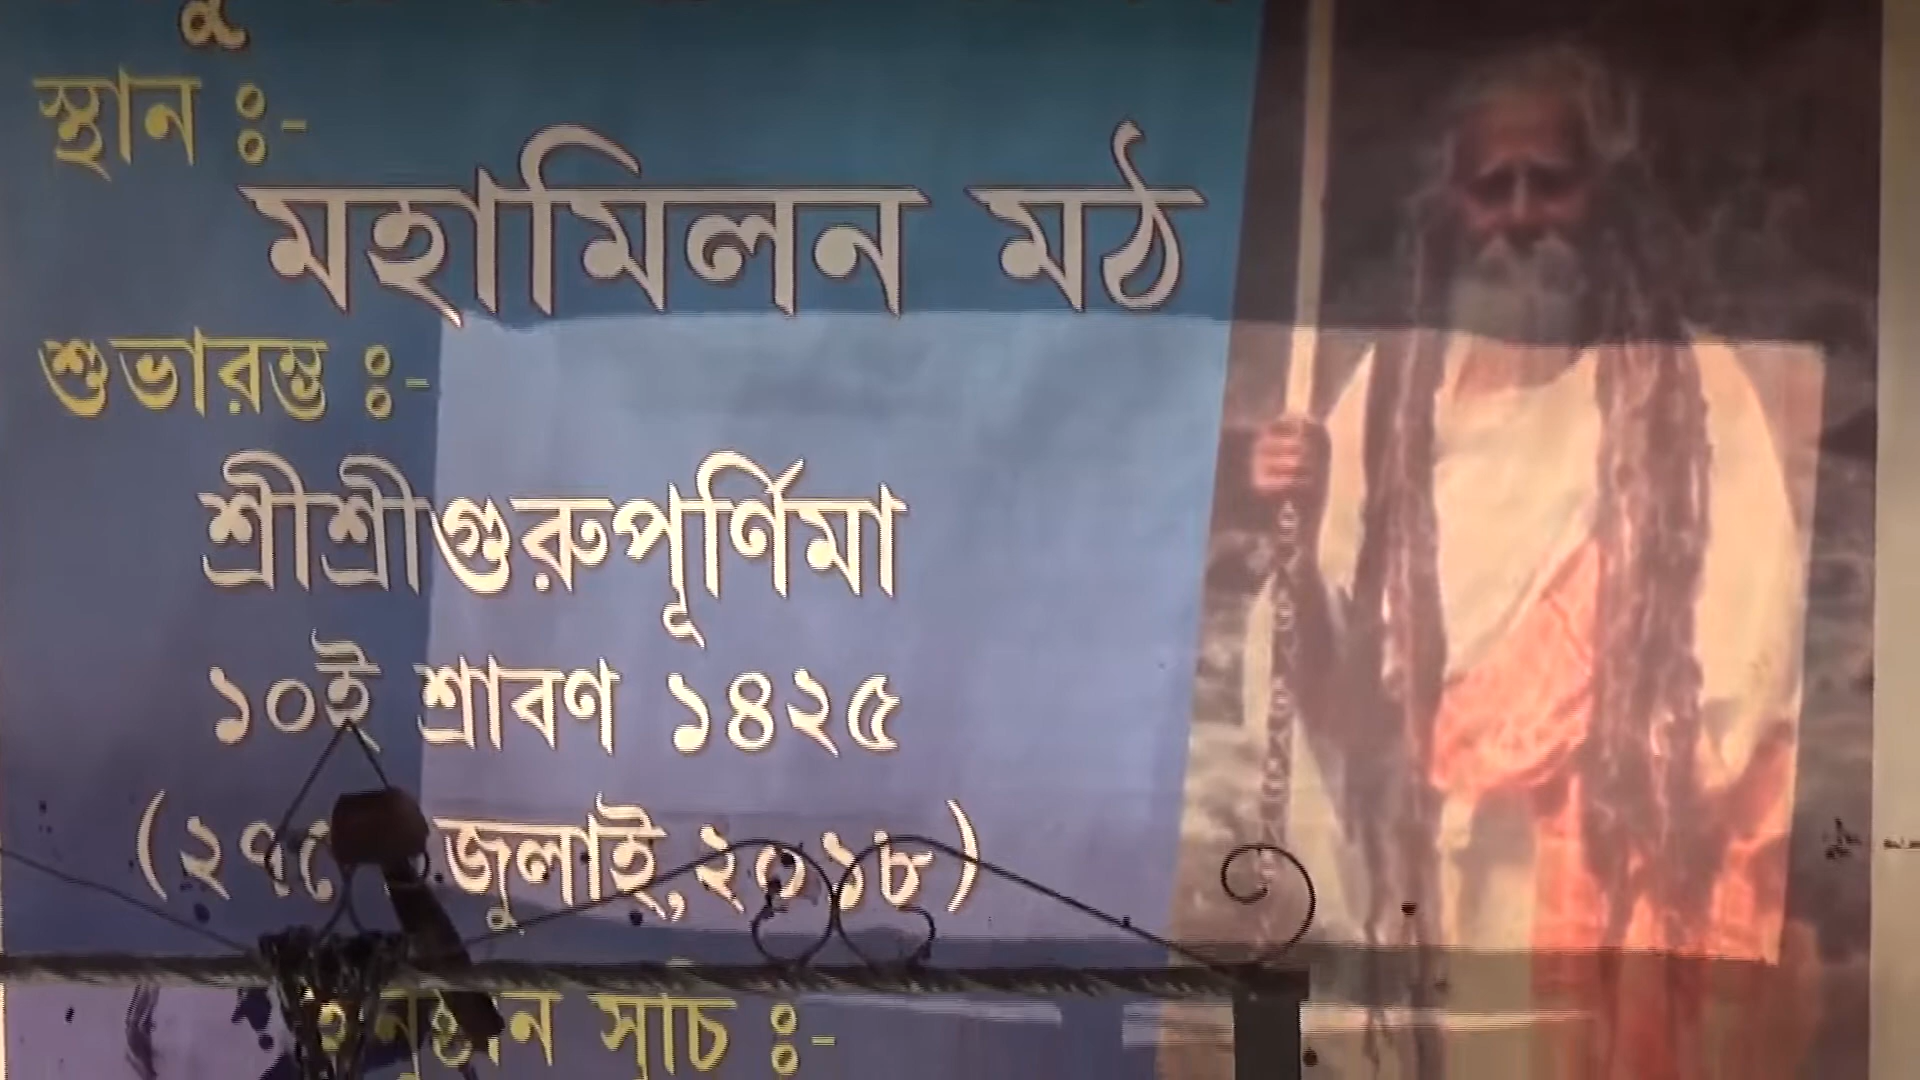 স্থান ঃ-
মহামিলন মঠ
শুভারম্ভ ঃ-
শ্রীশ্রীগুরুপূর্ণিমা
১০ই শ্রাবণ ১৪২৫
জুলাই,২০১৮)